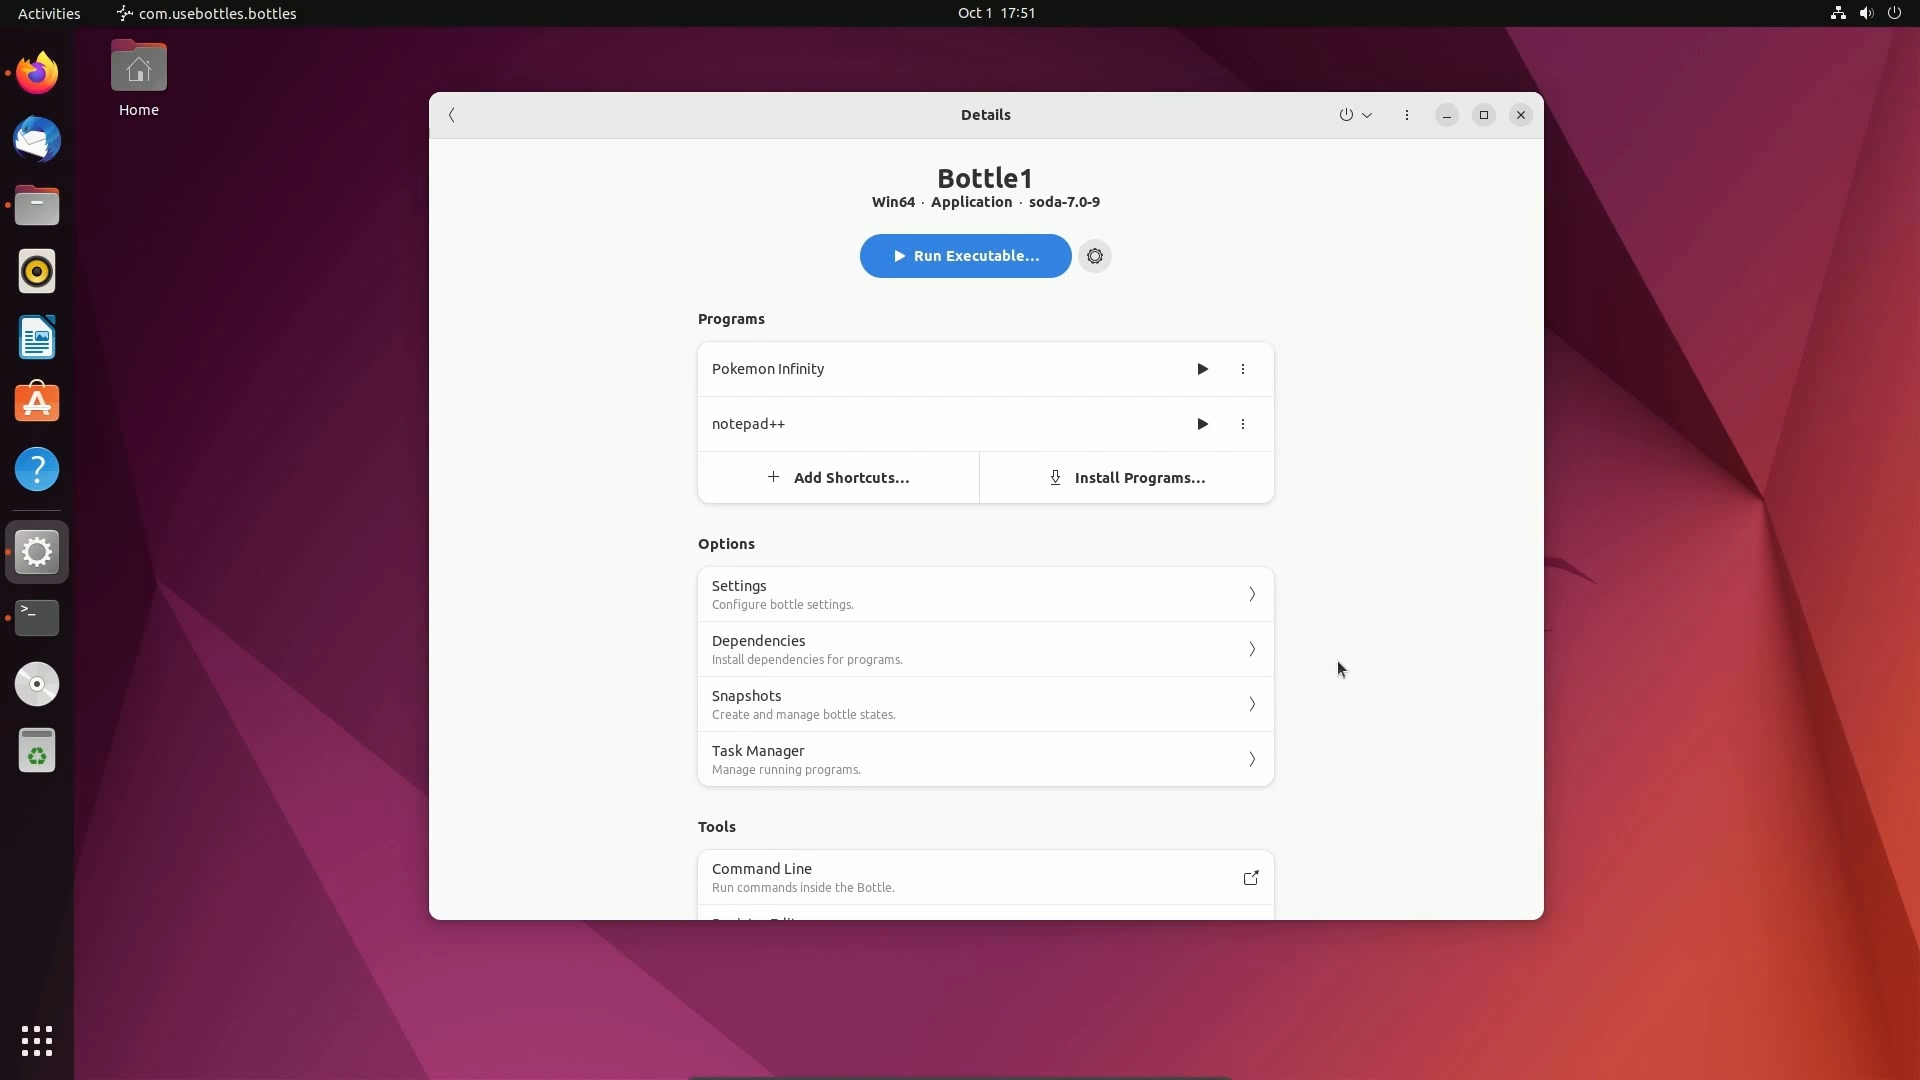 Activities
com.usebottles.bottles
Oct 1 17:51
Home
Details
Bottle1
Win64 · Application · soda-7.0-9
Run Executable...
Programs
Pokemon Infinity
notepad++
Add Shortcuts...
Install Programs...
Options
Settings
Configure bottle settings.
Dependencies
Install dependencies for programs.
Snapshots
Create and manage bottle states.
Task Manager
Manage running programs.
Tools
Command Line
Run commands inside the Bottle.